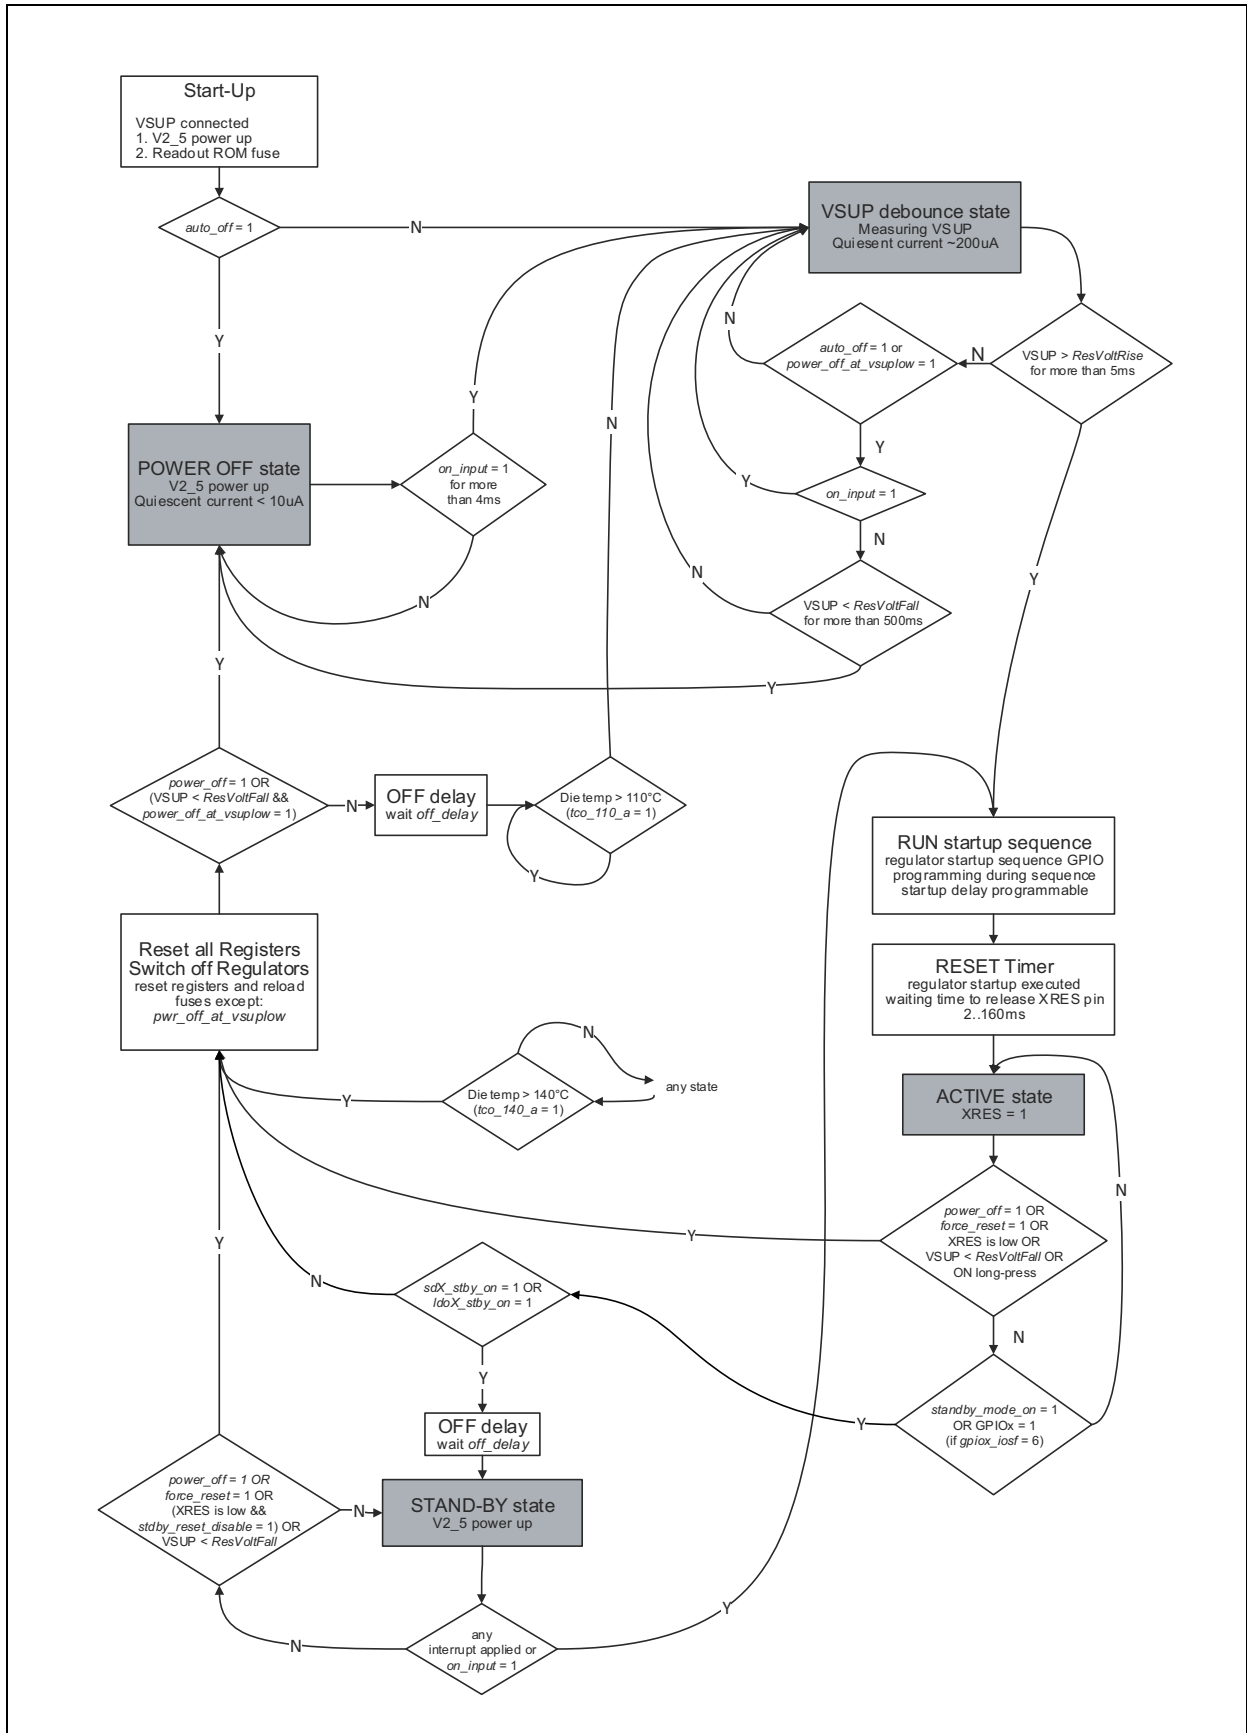 Start-Up
VSUP connected
1. V2_5 power up
2. Readout ROM fuse
auto_off = 1
N
VSUP debounce state
Measuring VSUP
Quiesent current ~200uA
Y
N
auto_off = 1 or
power_off_at_vsuplow = 1
N
VSUP > ResVoltRise
for more than 5ms
Y
N
POWER OFF state
V2_5 power up
Quiescent current < 10uA
on_input = 1
for more
than 4ms
Y
Y
on_input = 1
N
N
Y
N
VSUP < ResVoltFall
for more than 500ms
Y
Y
power_off = 1 OR
(VSUP < ResVoltFall &&
power_off_at_vsuplow = 1)
N
OFF delay
wait off_delay
Die temp > 110°C
(tco_110_a = 1)
Y
RUN startup sequence
regulator startup sequence GPIO
programming during sequence
startup delay programmable
Reset all Registers
Switch off Regulators
reset registers and reload
fuses except:
pwr_off_at_vsuplow
RESET Timer
regulator startup executed
waiting time to release XRES pin
2..160ms
N
any state
Die temp > 140°C
(tco_140_a = 1)
Y
ACTIVE state
XRES = 1
N
power_off = 1 OR
force_reset = 1 OR
XRES is low OR
VSUP < ResVoltFall OR
ON long-press
Y
Y
N
sdX_stby_on = 1 OR
ldoX_stby_on = 1
N
Y
standby_mode_on = 1
OR GPIOx = 1
(if gpiox_iosf = 6)
Y
OFF delay
wait off_delay
power_off = 1 OR
force_reset = 1 OR
(XRES is low &&
stdby_reset_disable = 1) OR
VSUP < ResVoltFall
N
STAND-BY state
V2_5 power up
Y
N
any
interrupt applied or
on_input = 1